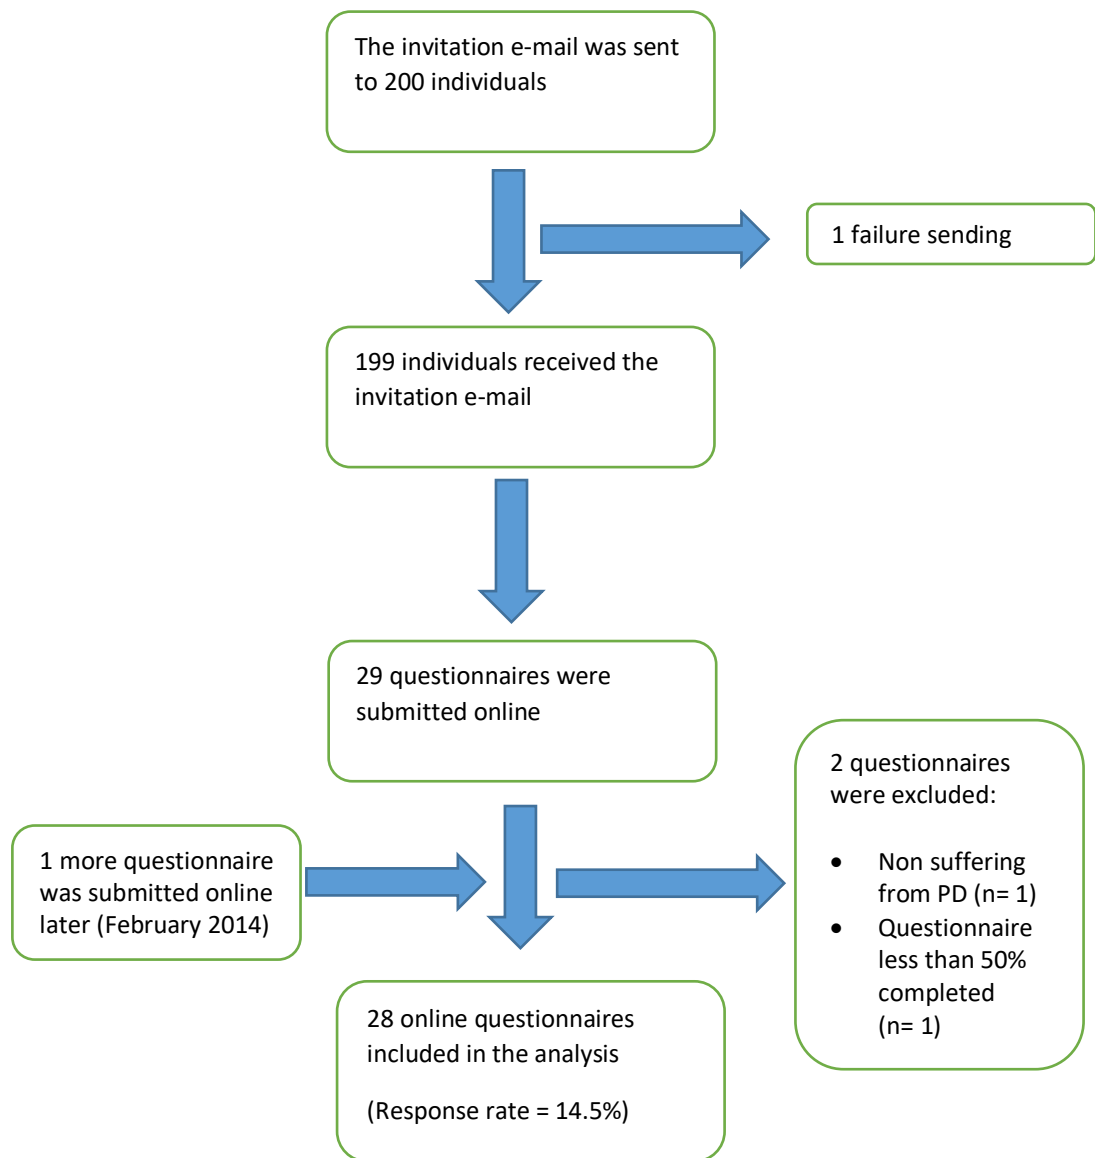 The invitation e-mail was sent
to 200 individuals
1 failure sending
199 individuals received the
invitation e-mail
29 questionnaires were
submitted online
2 questionnaires
were excluded:
• Non suffering
from PD (n= 1)
• Questionnaire
less than 50%
completed
(n= 1)
1 more questionnaire
was submitted online
later (February 2014)
28 online questionnaires
included in the analysis
(Response rate = 14.5%)